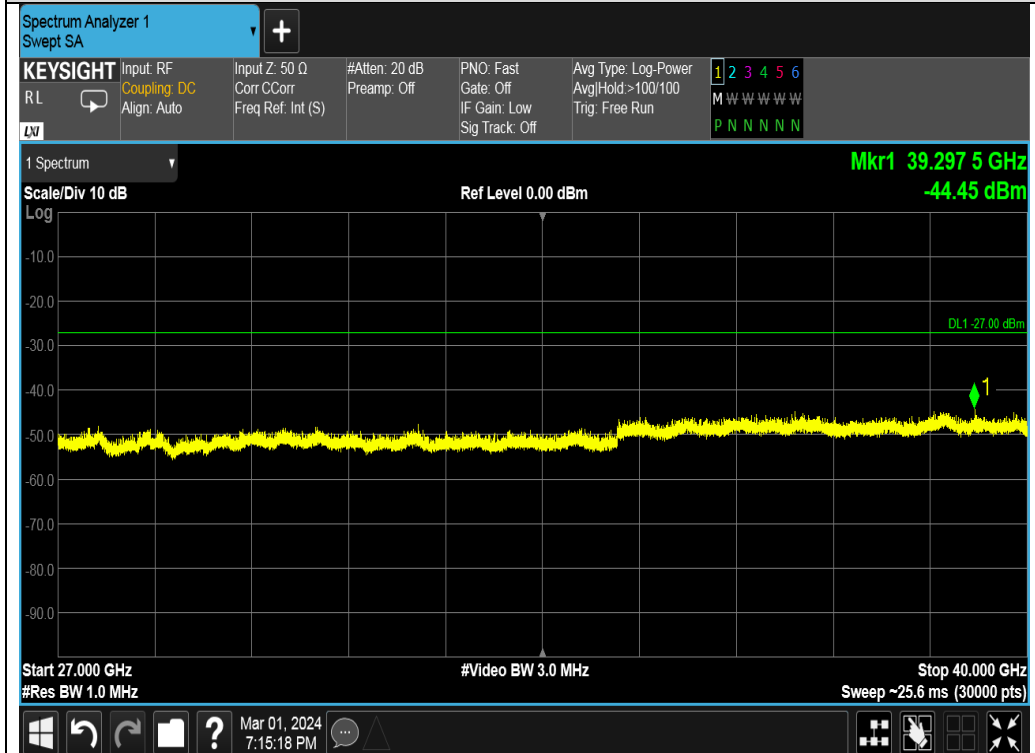 Spectrum Analyzer 1
Swept SA
+
KEYSIGHT
R L
LXI
Input: RF
Coupling: DC
Align: Auto
Input Z: 50 Ω
Corr CCorr
Freq Ref: Int (S)
#Atten: 20 dB
Preamp: Off
PNO: Fast
Gate: Off
IF Gain: Low
Sig Track: Off
Avg Type: Log-Power
Avg|Hold:>100/100
Trig: Free Run
1 2 3 4 5 6
M W W W W W
P N N N N N
1 Spectrum
Mkr1 39.297 5 GHz
-44.45 dBm
Scale/Div 10 dB
Ref Level 0.00 dBm
Log
-10.0
-20.0
DL1 -27.00 dBm
-30.0
-40.0
1
-50.0
-60.0
-70.0
-80.0
-90.0
Start 27.000 GHz
#Video BW 3.0 MHz
Stop 40.000 GHz
#Res BW 1.0 MHz
Sweep ~25.6 ms (30000 pts)
?
Mar 01, 2024
7:15:18 PM